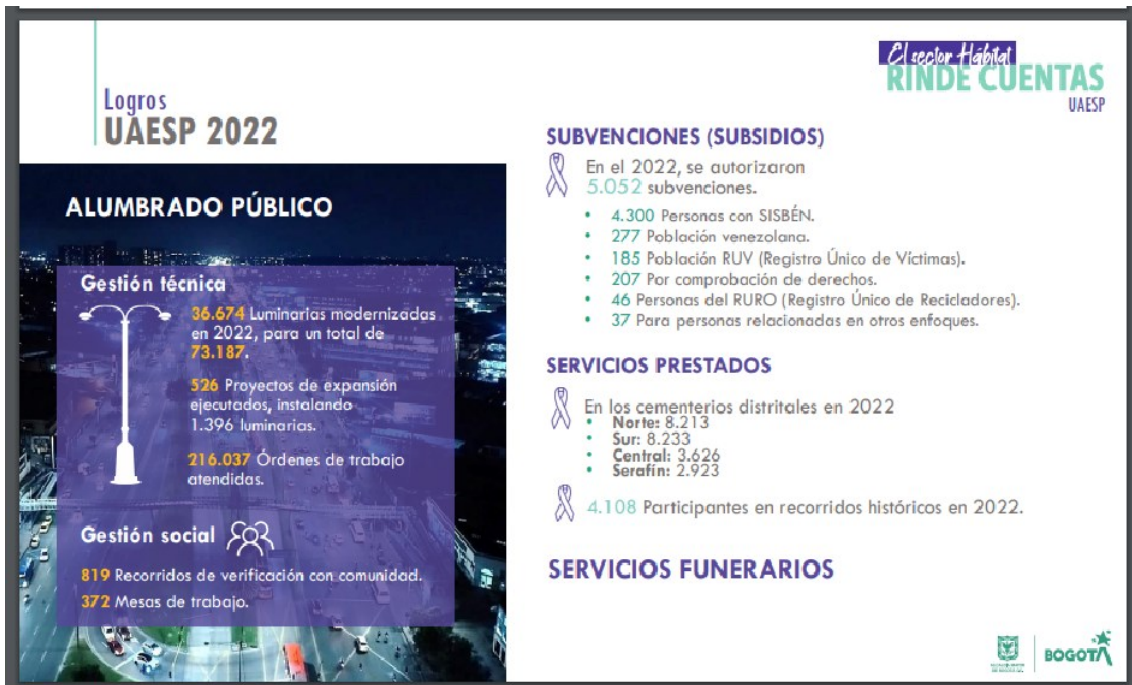 Logros
UAESP 2022
El sector Hábitat
RINDE CUENTAS
UAESP
ALUMBRADO PÚBLICO
Gestión técnica
36.674 Luminarias modernizadas
en 2022, para un total de
73.187.
526 Proyectos de expansión
ejecutados, instalando
1.396 luminarias.
216.037 Órdenes de trabajo
atendidas.
Gestión social
819 Recorridos de verificación con comunidad.
372 Mesas de trabajo.
SUBVENCIONES (SUBSIDIOS)
En el 2022, se autorizaron
5.052 subvenciones.
• 4.300 Personas con SISBÉN.
• 277 Población venezolana.
• 185 Población RUV (Registro Único de Víctimas).
• 207 Por comprobación de derechos.
• 46 Personas del RURO (Registro Único de Recicladores).
• 37 Para personas relacionadas en otros enfoques.
SERVICIOS PRESTADOS
En los cementerios distritales en 2022
• Norte: 8.213
• Sur: 8.233
• Central: 3.626
• Serafín: 2.923
4.108 Participantes en recorridos históricos en 2022.
SERVICIOS FUNERARIOS
BOGOTÁ